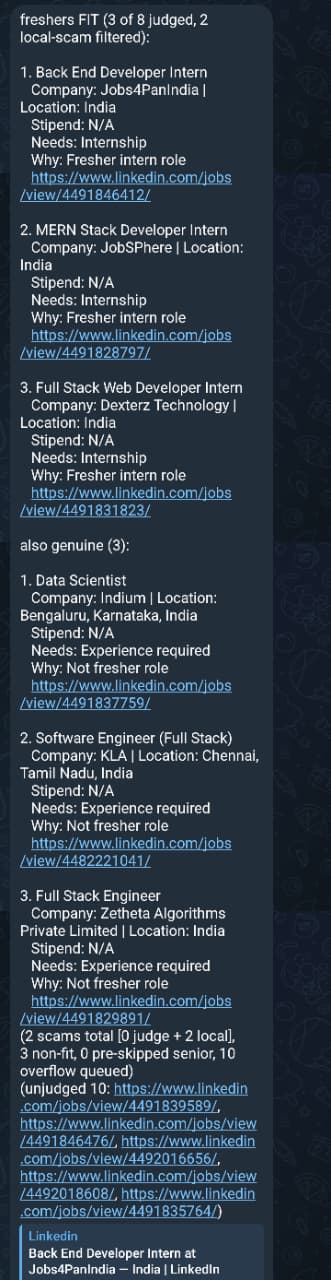 freshers FIT (3 of 8 judged, 2
local-scam filtered):
1. Back End Developer Intern
Company: Jobs4PanIndia |
Location: India
Stipend: N/A
Needs: Internship
Why: Fresher intern role
https://www.linkedin.com/jobs
/view/4491846412/
2. MERN Stack Developer Intern
Company: JobSPhere | Location:
India
Stipend: N/A
Needs: Internship
Why: Fresher intern role
https://www.linkedin.com/jobs
/view/4491828797/
3. Full Stack Web Developer Intern
Company: Dexterz Technology |
Location: India
Stipend: N/A
Needs: Internship
Why: Fresher intern role
https://www.linkedin.com/jobs
/view/4491831823/
also genuine (3):
1. Data Scientist
Company: Indium | Location:
Bengaluru, Karnataka, India
Stipend: N/A
Needs: Experience required
Why: Not fresher role
https://www.linkedin.com/jobs
/view/4491837759/
2. Software Engineer (Full Stack)
Company: KLA | Location: Chennai,
Tamil Nadu, India
Stipend: N/A
Needs: Experience required
Why: Not fresher role
https://www.linkedin.com/jobs
/view/4482221041/
3. Full Stack Engineer
Company: Zetheta Algorithms
Private Limited | Location: India
Stipend: N/A
Needs: Experience required
Why: Not fresher role
https://www.linkedin.com/jobs
/view/4491829891/
(2 scams total [0 judge + 2 local],
3 non-fit, 0 pre-skipped senior, 10
overflow queued)
(unjudged 10: https://www.linkedin
.com/jobs/view/4491839589/,
https://www.linkedin.com/jobs/view
/4491846476/, https://www.linkedin
.com/jobs/view/4492016656/,
https://www.linkedin.com/jobs/view
/4492018608/, https://www.linkedin
.com/jobs/view/4491835764/)
Linkedin
Back End Developer Intern at
Jobs4PanIndia — India | LinkedIn